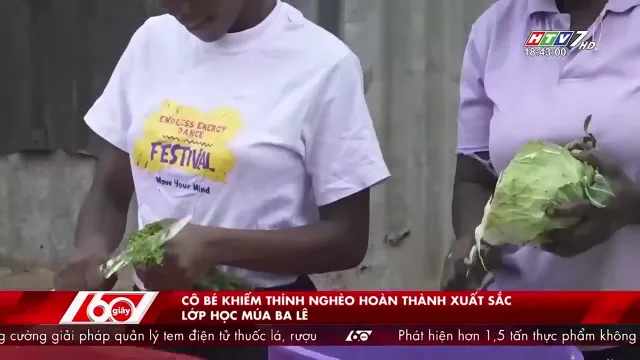 HTV7 HD
18:43:00
ENDLESS ENERGY
DANCE
FESTIVAL
Move Your Mind
60 giây
CÔ BÉ KHIẾM THÍNH NGHÈO HOÀN THÀNH XUẤT SẮC
LỚP HỌC MÚA BA LÊ
g cường giải pháp quản lý tem điện tử thuốc lá, rượu 60 giây Phát hiện hơn 1,5 tấn thực phẩm không